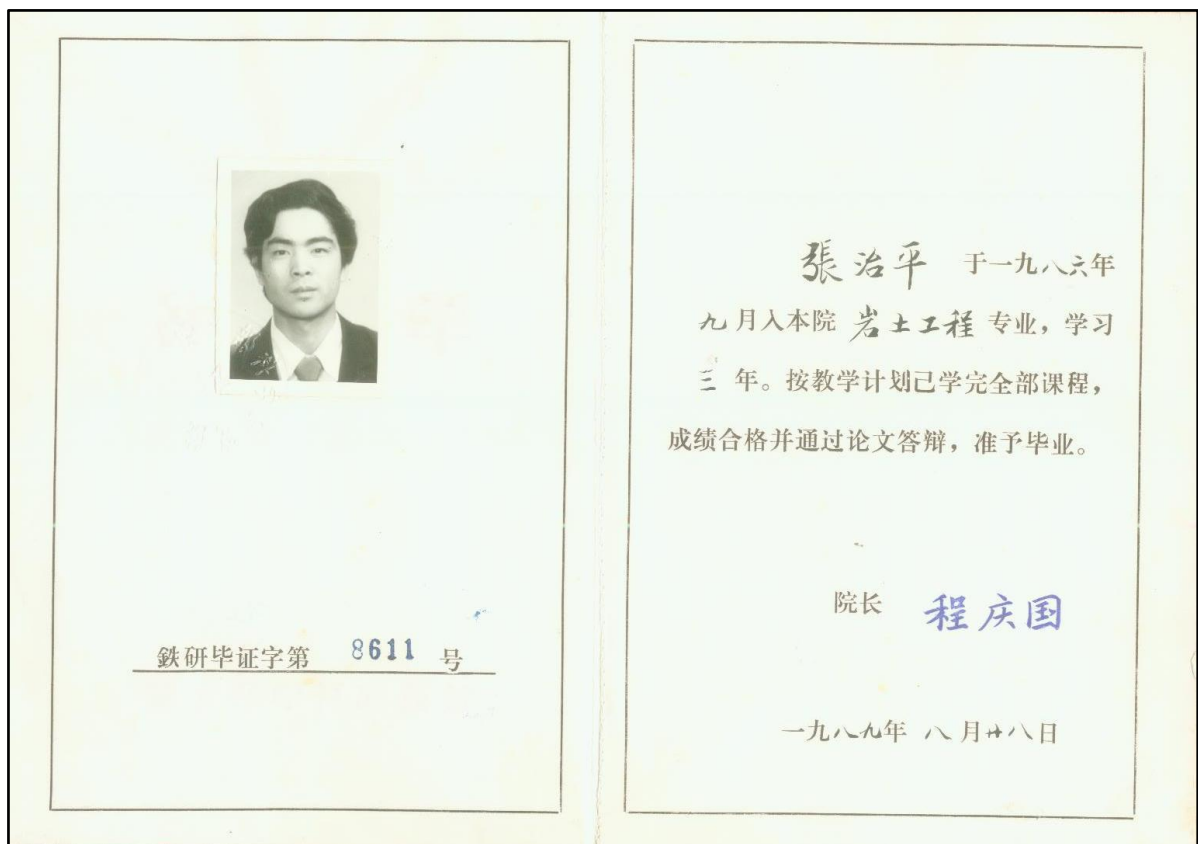 鉄研毕证字第 8611 号
張治平 于一九八六年
九月入本院 岩土工程 专业，学习
三 年。按教学计划已学完全部课程，
成绩合格并通过论文答辩，准予毕业。
院长 程庆国
一九八九年 八月廿八日